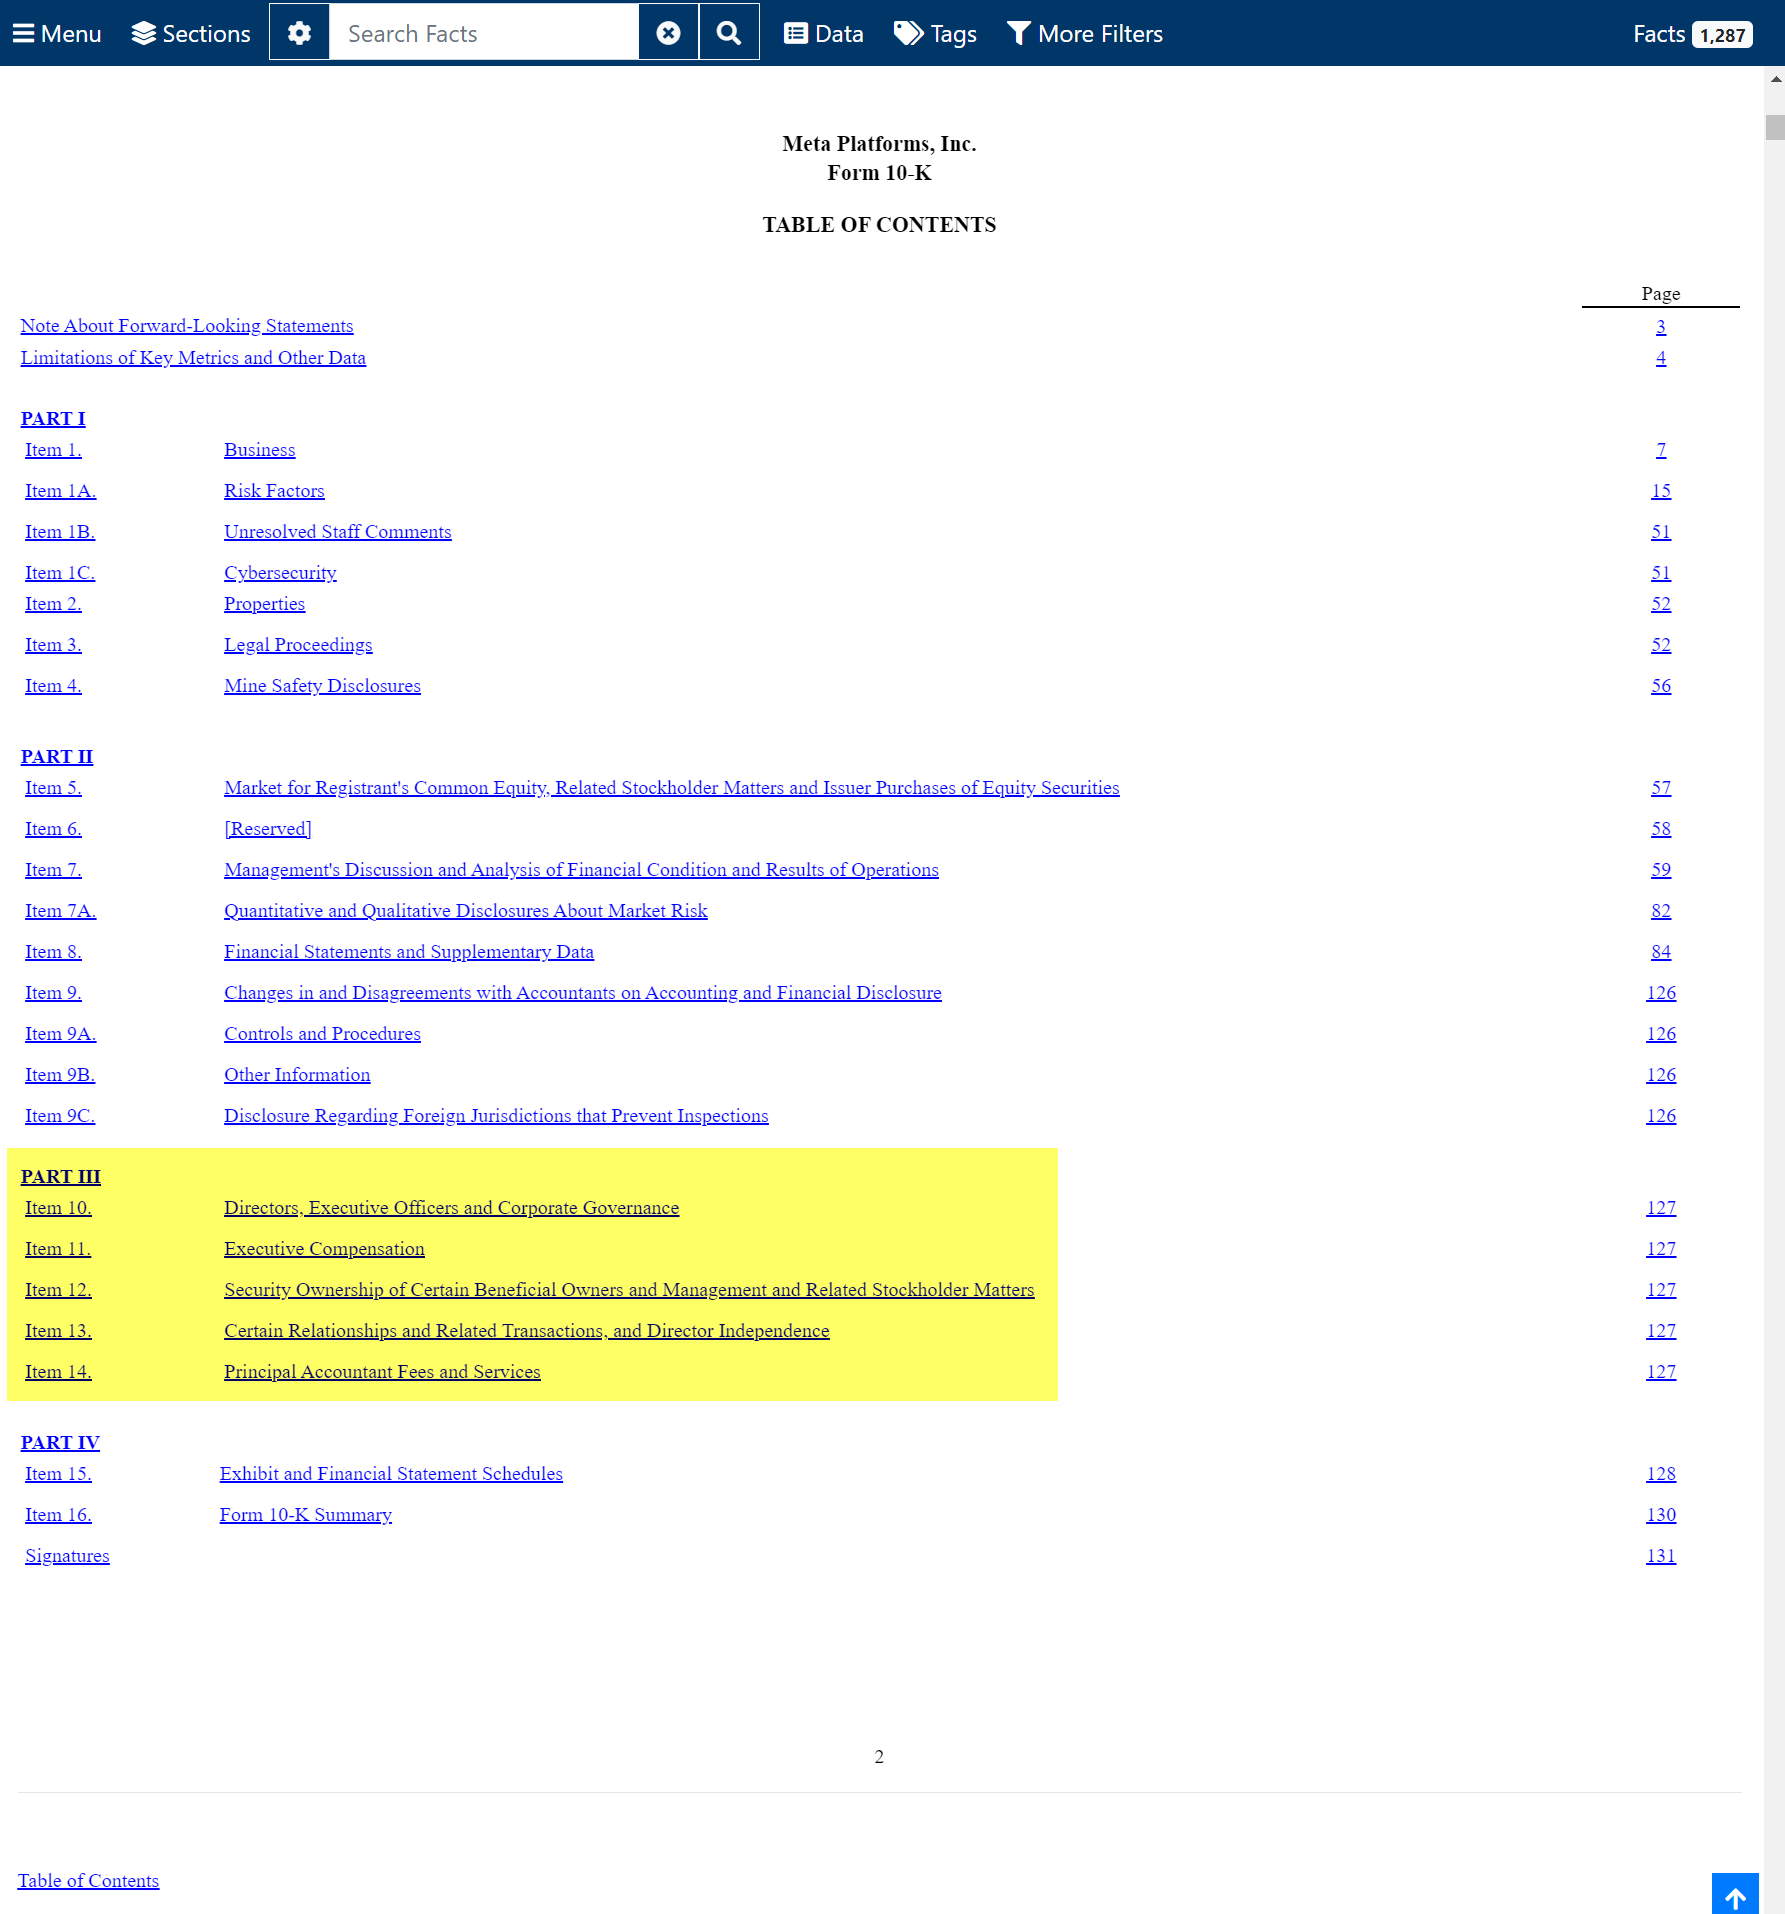 Menu Sections Search Facts Data Tags More Filters Facts 1,287
Meta Platforms, Inc.
Form 10-K
TABLE OF CONTENTS
Page
Note About Forward-Looking Statements 3
Limitations of Key Metrics and Other Data 4
PART I
Item 1. Business 7
Item 1A. Risk Factors 15
Item 1B. Unresolved Staff Comments 51
Item 1C. Cybersecurity 51
Item 2. Properties 52
Item 3. Legal Proceedings 52
Item 4. Mine Safety Disclosures 56
PART II
Item 5. Market for Registrant's Common Equity, Related Stockholder Matters and Issuer Purchases of Equity Securities 57
Item 6. [Reserved] 58
Item 7. Management's Discussion and Analysis of Financial Condition and Results of Operations 59
Item 7A. Quantitative and Qualitative Disclosures About Market Risk 82
Item 8. Financial Statements and Supplementary Data 84
Item 9. Changes in and Disagreements with Accountants on Accounting and Financial Disclosure 126
Item 9A. Controls and Procedures 126
Item 9B. Other Information 126
Item 9C. Disclosure Regarding Foreign Jurisdictions that Prevent Inspections 126
PART III
Item 10. Directors, Executive Officers and Corporate Governance 127
Item 11. Executive Compensation 127
Item 12. Security Ownership of Certain Beneficial Owners and Management and Related Stockholder Matters 127
Item 13. Certain Relationships and Related Transactions, and Director Independence 127
Item 14. Principal Accountant Fees and Services 127
PART IV
Item 15. Exhibit and Financial Statement Schedules 128
Item 16. Form 10-K Summary 130
Signatures 131
2
Table of Contents